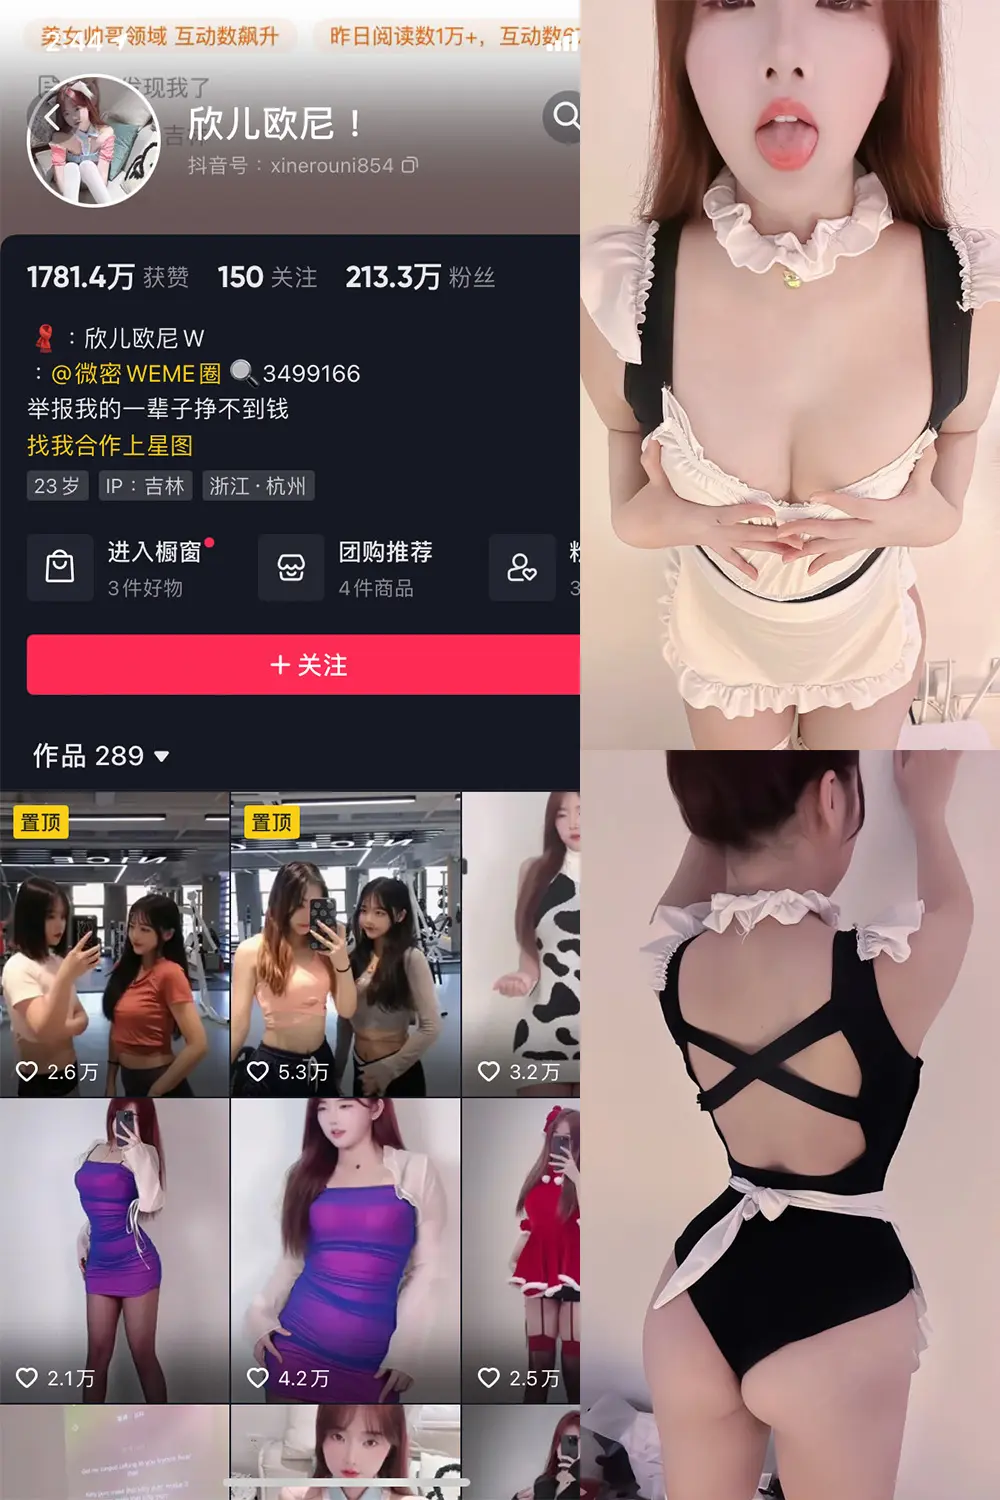 美女帅哥领域 互动数飙升
昨日阅读数1万+，互动数6
2:44
发现我了
欣儿欧尼！
抖音号：xinerouni854
1781.4万 获赞 150 关注 213.3万 粉丝
：欣儿欧尼W
：@微密WEME圈 3499166
举报我的一辈子挣不到钱
找我合作上星图
23岁 IP：吉林 浙江·杭州
进入橱窗
3件好物
团购推荐
4件商品
+ 关注
作品 289
置顶
置顶
2.6万
5.3万
3.2万
2.1万
4.2万
2.5万